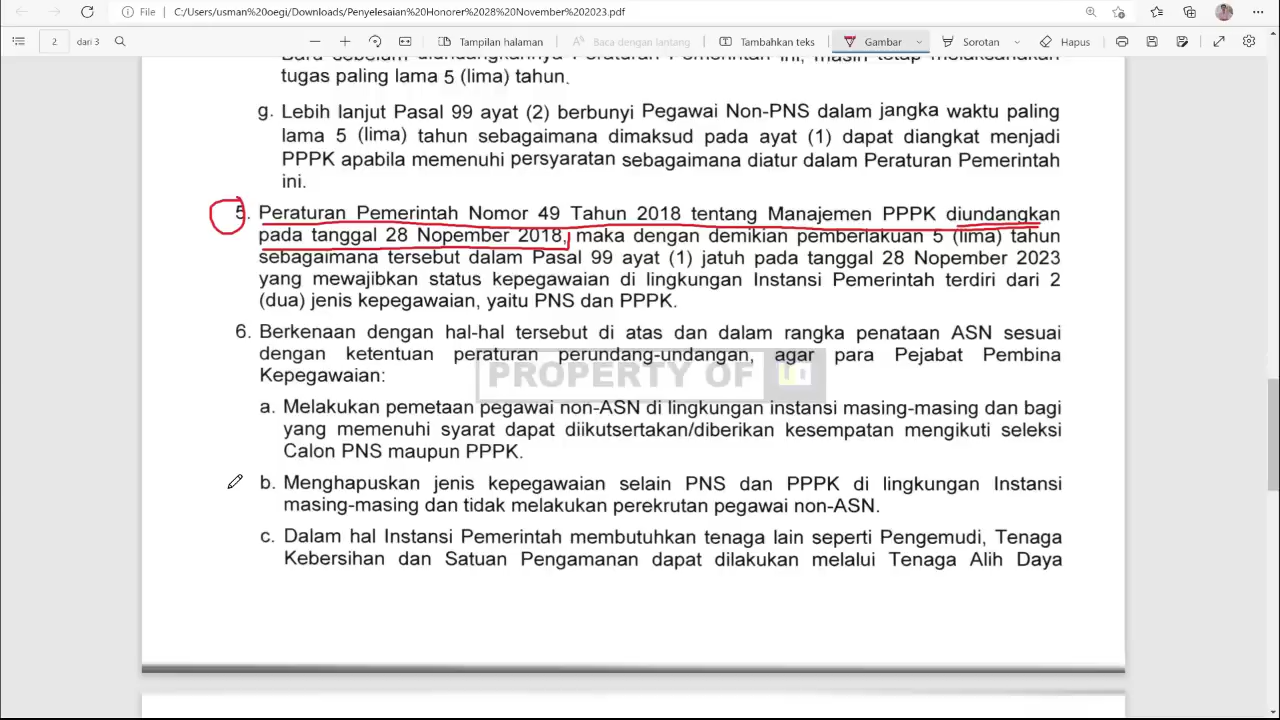 File
C:/Users/usman%20oegi/Downloads/Penyelesaian%20Honorer%2028%20November%202023.pdf
2 dari 3
Tampilan halaman
Baca dengan lantang
Tambahkan teks
Gambar
Sorotan
Hapus
Baru sebelum diundangkannya Peraturan Pemerintah ini, masih tetap melaksanakan
tugas paling lama 5 (lima) tahun.
g. Lebih lanjut Pasal 99 ayat (2) berbunyi Pegawai Non-PNS dalam jangka waktu paling
lama 5 (lima) tahun sebagaimana dimaksud pada ayat (1) dapat diangkat menjadi
PPPK apabila memenuhi persyaratan sebagaimana diatur dalam Peraturan Pemerintah
ini.
5. Peraturan Pemerintah Nomor 49 Tahun 2018 tentang Manajemen PPPK diundangkan
pada tanggal 28 Nopember 2018, maka dengan demikian pemberlakuan 5 (lima) tahun
sebagaimana tersebut dalam Pasal 99 ayat (1) jatuh pada tanggal 28 Nopember 2023
yang mewajibkan status kepegawaian di lingkungan Instansi Pemerintah terdiri dari 2
(dua) jenis kepegawaian, yaitu PNS dan PPPK.
6. Berkenaan dengan hal-hal tersebut di atas dan dalam rangka penataan ASN sesuai
dengan ketentuan peraturan perundang-undangan, agar para Pejabat Pembina
Kepegawaian:
PROPERTY OF
a. Melakukan pemetaan pegawai non-ASN di lingkungan instansi masing-masing dan bagi
yang memenuhi syarat dapat diikutsertakan/diberikan kesempatan mengikuti seleksi
Calon PNS maupun PPPK.
b. Menghapuskan jenis kepegawaian selain PNS dan PPPK di lingkungan Instansi
masing-masing dan tidak melakukan perekrutan pegawai non-ASN.
c. Dalam hal Instansi Pemerintah membutuhkan tenaga lain seperti Pengemudi, Tenaga
Kebersihan dan Satuan Pengamanan dapat dilakukan melalui Tenaga Alih Daya